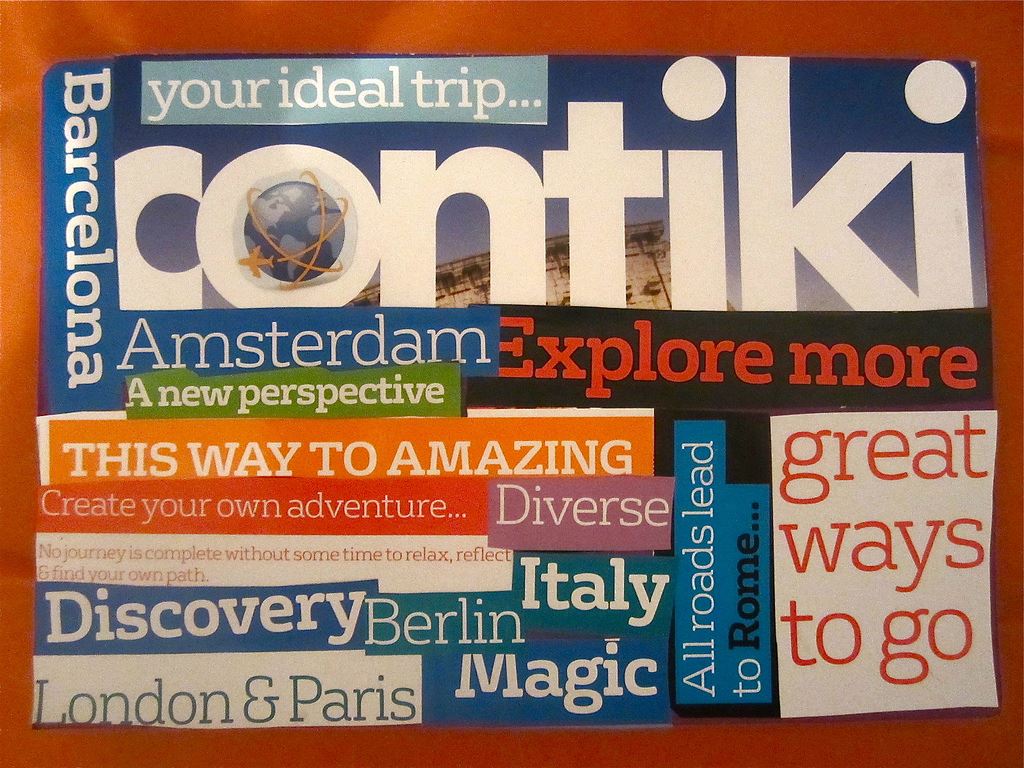 Barcelona
your ideal trip...
contiki
Amsterdam
Explore more
A new perspective
THIS WAY TO AMAZING
Create your own adventure...
Diverse
No journey is complete without some time to relax, reflect
& find your own path.
Discovery
Berlin
Italy
Magic
London & Paris
All roads lead
to Rome...
great
ways
to go